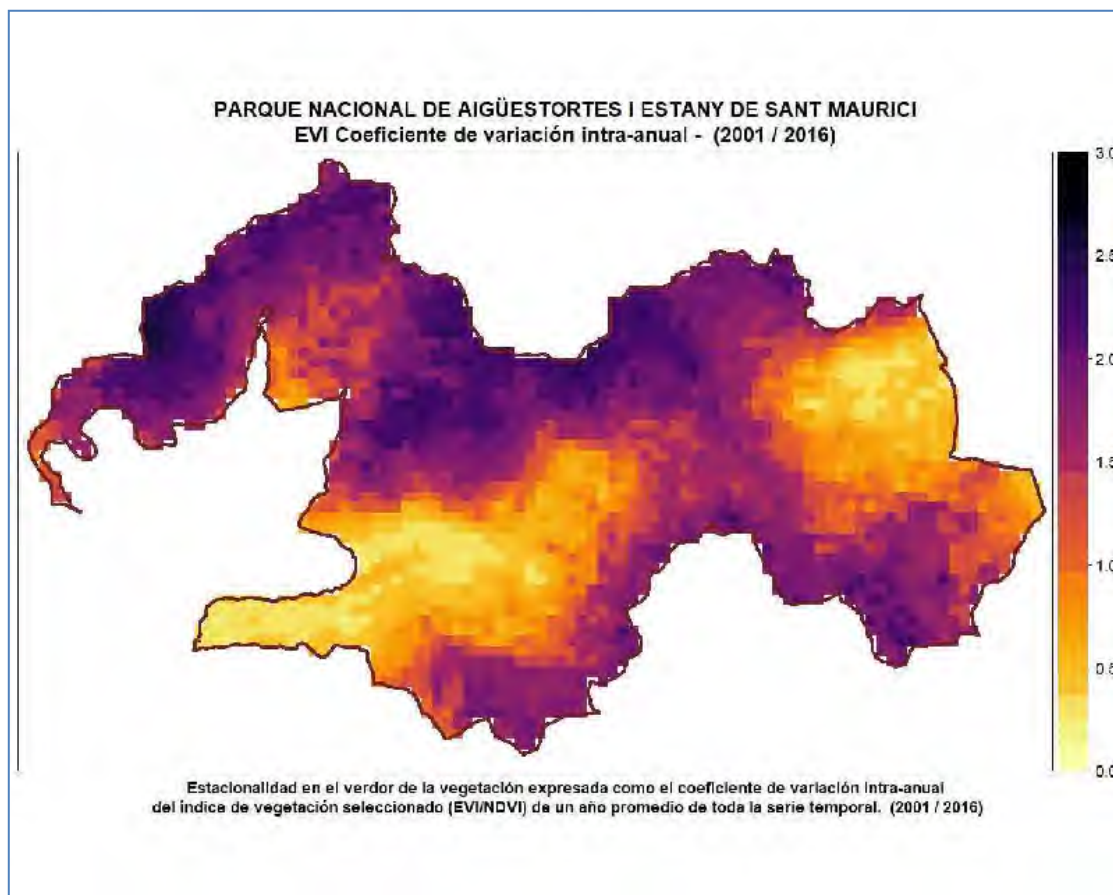 PARQUE NACIONAL DE AIGÜESTORTES I ESTANY DE SANT MAURICI
EVI Coeficiente de variación intra-anual - (2001 / 2016)
3.0
2.5
2.0
1.5
1.0
0.5
0.0
Estacionalidad en el verdor de la vegetación expresada como el coeficiente de variación intra-anual
del índice de vegetación seleccionado (EVI/NDVI) de un año promedio de toda la serie temporal. (2001 / 2016)